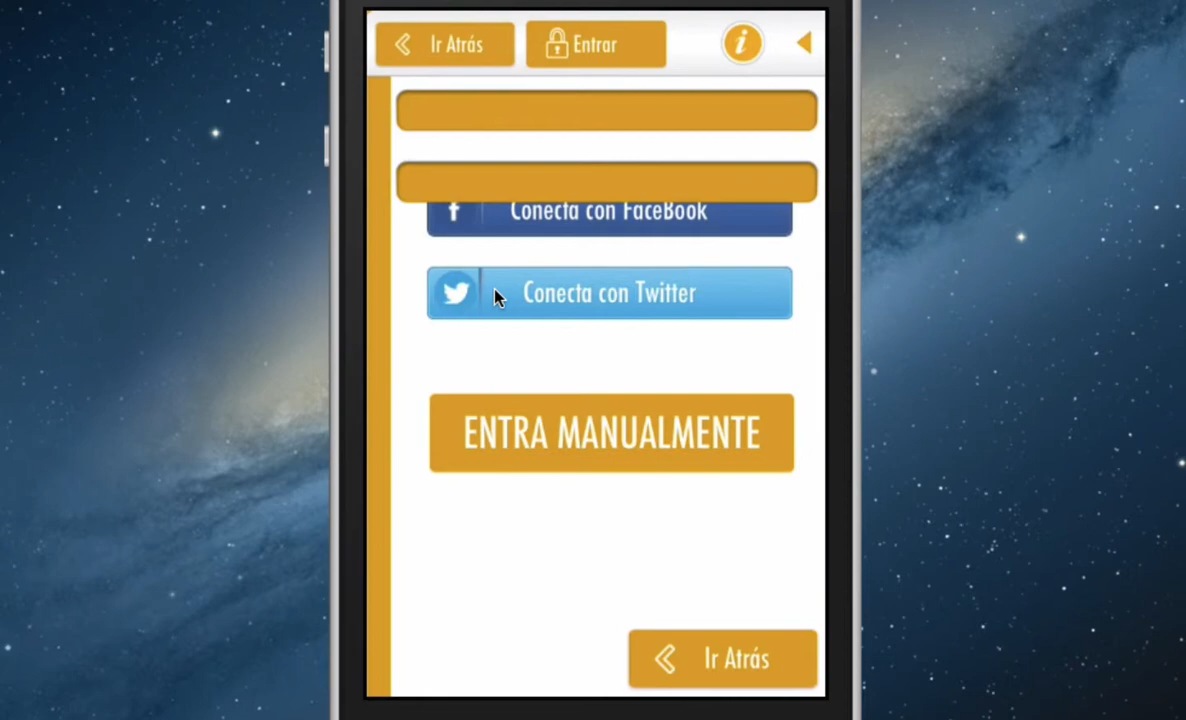 Ir Atrás
Entrar
i
Conecta con FaceBook
Conecta con Twitter
ENTRA MANUALMENTE
Ir Atrás